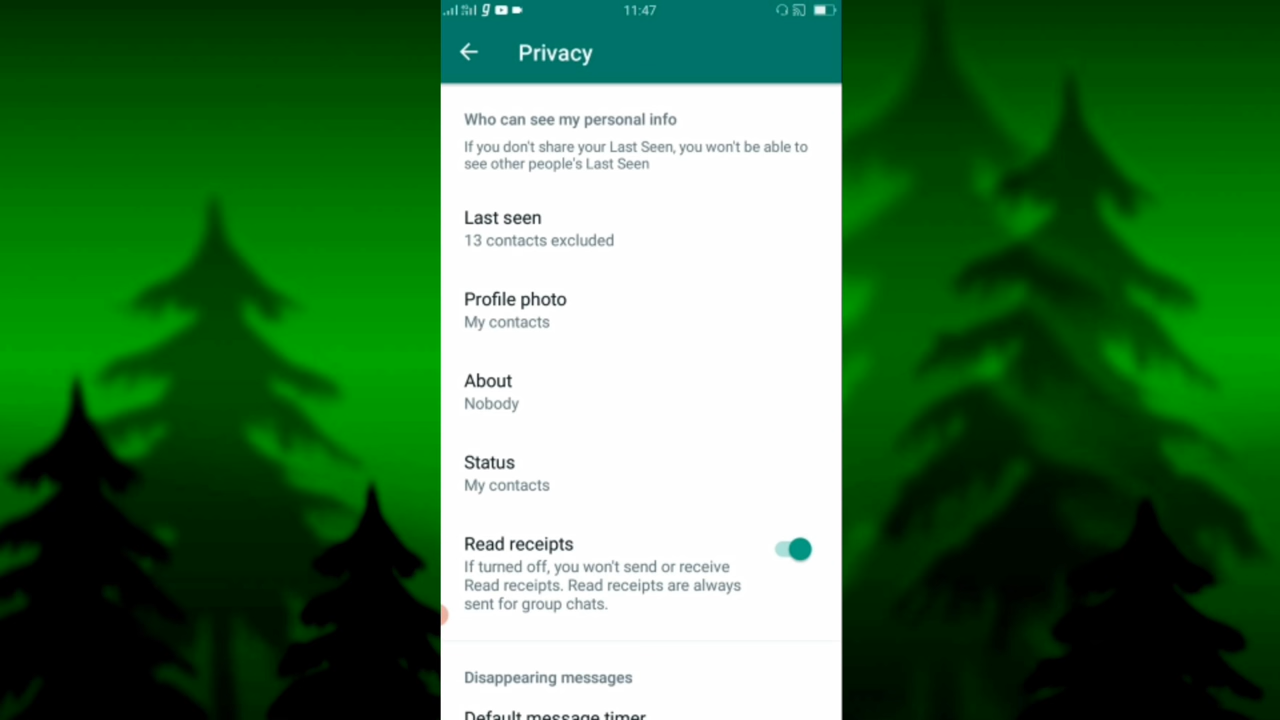 11:47
Privacy
Who can see my personal info
If you don't share your Last Seen, you won't be able to
see other people's Last Seen
Last seen
13 contacts excluded
Profile photo
My contacts
About
Nobody
Status
My contacts
Read receipts
If turned off, you won't send or receive
Read receipts. Read receipts are always
sent for group chats.
Disappearing messages
Default message timer